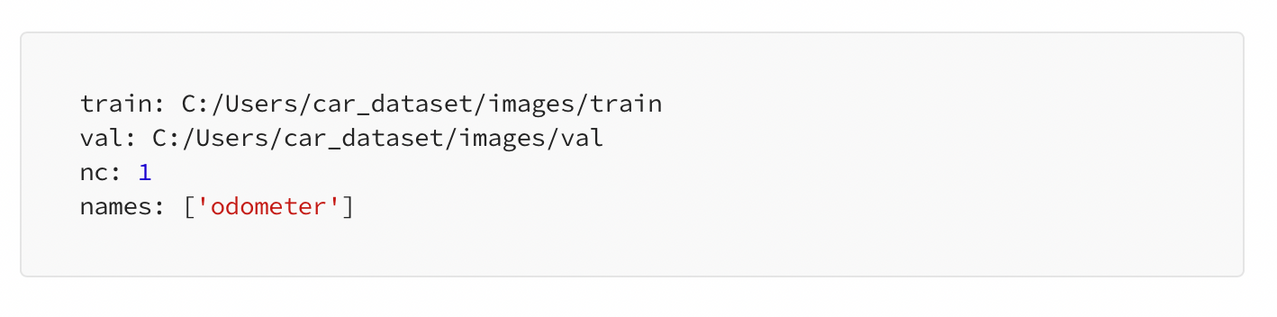 train: C:/Users/car_dataset/images/train
val: C:/Users/car_dataset/images/val
nc: 1
names: ['odometer']